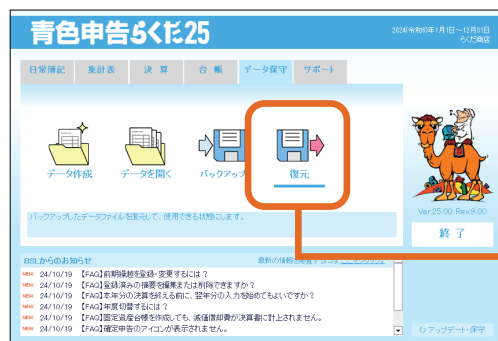 青色申告らくだ25
2024(令和6)年1月1日～12月31日
らくだ商店
日常簿記 集計表 決 算 台 帳 データ保守 サポート
データ作成 データを開く バックアップ 復元
バックアップしたデータファイルを復元して、使用できる状態にします。
Ver.25.00 Rev.9.00
終 了
BSLからのお知らせ 最新の情報を
NEW 24/10/19 【FAQ】前期繰越を登録・変更するには？
NEW 24/10/19 【FAQ】登録済みの摘要を編集または削除できますか？
NEW 24/10/19 【FAQ】本年分の決算を終える前に、翌年分の入力を始めてもよいですか？
NEW 24/10/19 【FAQ】年度切替するには？
NEW 24/10/19 【FAQ】固定資産台帳を作成しても、減価償却費が決算書に計上されません。
NEW 24/10/19 【FAQ】確定申告のアイコンが表示されません。
アップデート・保守